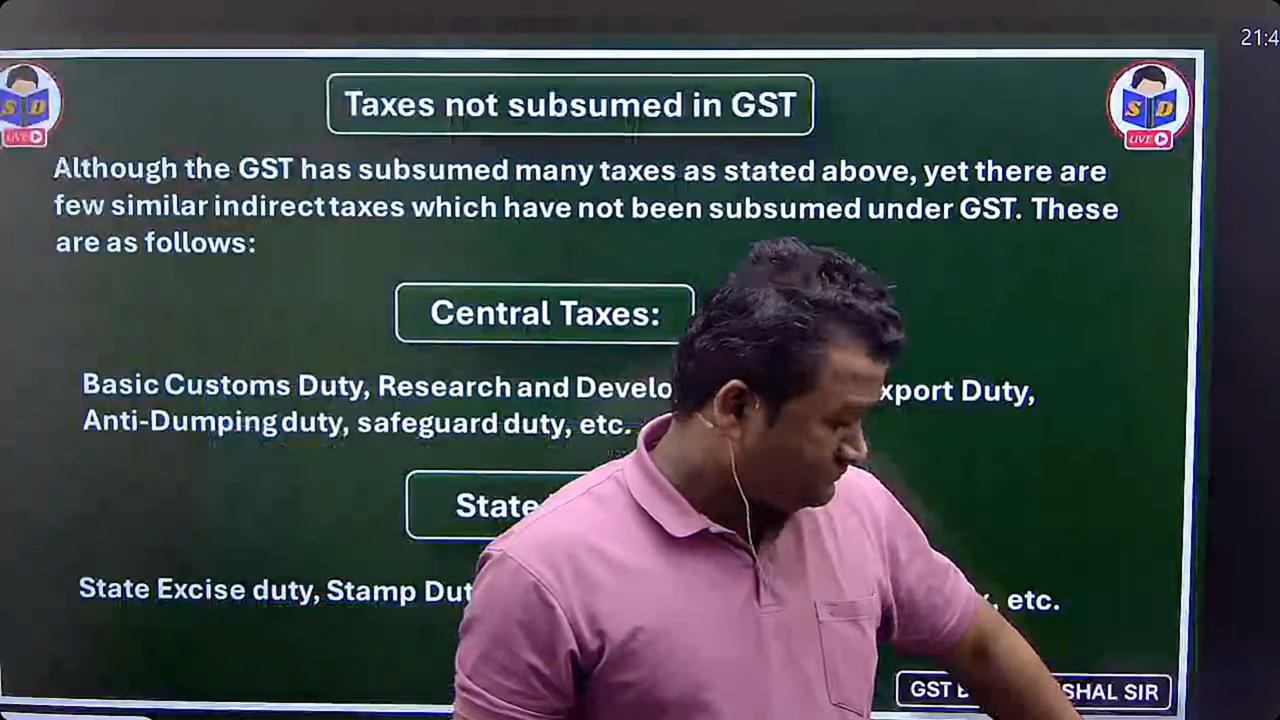 21:4
S D
LIVE
S D
LIVE
Taxes not subsumed in GST
Although the GST has subsumed many taxes as stated above, yet there are
few similar indirect taxes which have not been subsumed under GST. These
are as follows:
Central Taxes:
Basic Customs Duty, Research and Develo xport Duty,
Anti-Dumping duty, safeguard duty, etc.
State
State Excise duty, Stamp Dut , etc.
GST SHAL SIR